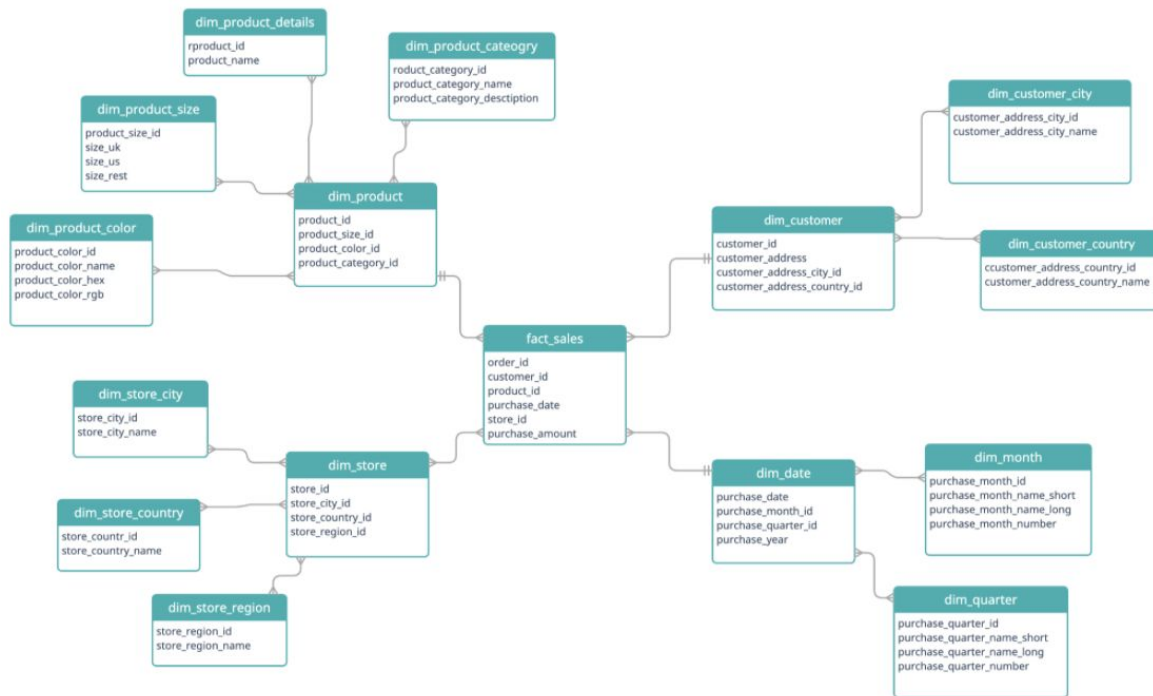 dim_product_details
rproduct_id
product_name
dim_product_cateogry
roduct_category_id
product_category_name
product_category_desctiption
dim_product_size
product_size_id
size_uk
size_us
size_rest
dim_product_color
product_color_id
product_color_name
product_color_hex
product_color_rgb
dim_product
product_id
product_size_id
product_color_id
product_category_id
dim_customer_city
customer_address_city_id
customer_address_city_name
dim_customer
customer_id
customer_address
customer_address_city_id
customer_address_country_id
dim_customer_country
ccustomer_address_country_id
customer_address_country_name
fact_sales
order_id
customer_id
product_id
purchase_date
store_id
purchase_amount
dim_store_city
store_city_id
store_city_name
dim_store
store_id
store_city_id
store_country_id
store_region_id
dim_store_country
store_countr_id
store_country_name
dim_store_region
store_region_id
store_region_name
dim_date
purchase_date
purchase_month_id
purchase_quarter_id
purchase_year
dim_month
purchase_month_id
purchase_month_name_short
purchase_month_name_long
purchase_month_number
dim_quarter
purchase_quarter_id
purchase_quarter_name_short
purchase_quarter_name_long
purchase_quarter_number